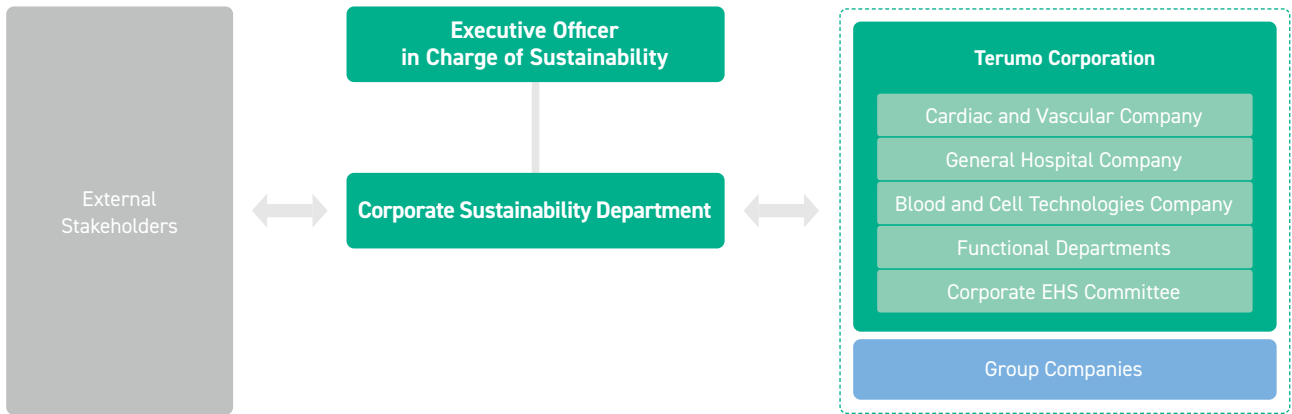 External
Stakeholders
Executive Officer
in Charge of Sustainability
Corporate Sustainability Department
Terumo Corporation
Cardiac and Vascular Company
General Hospital Company
Blood and Cell Technologies Company
Functional Departments
Corporate EHS Committee
Group Companies